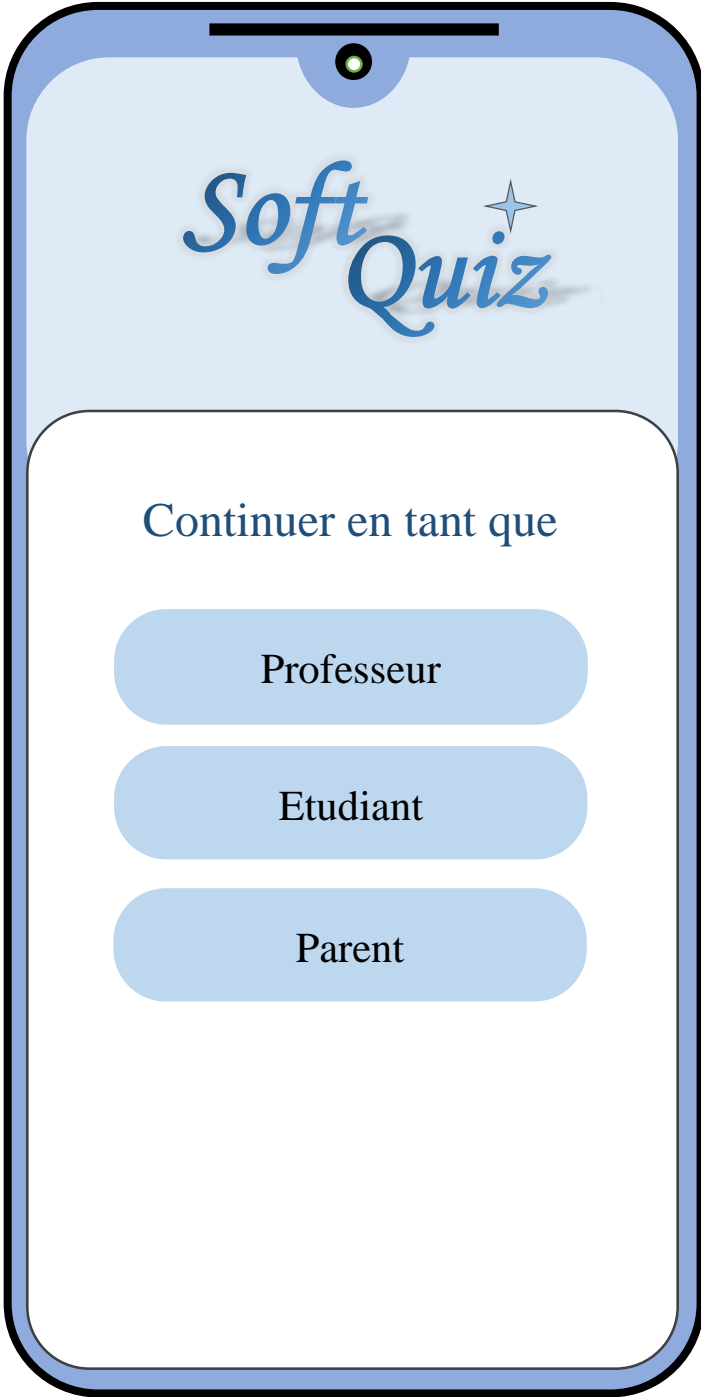 Soft
Quiz
Continuer en tant que
Professeur
Etudiant
Parent